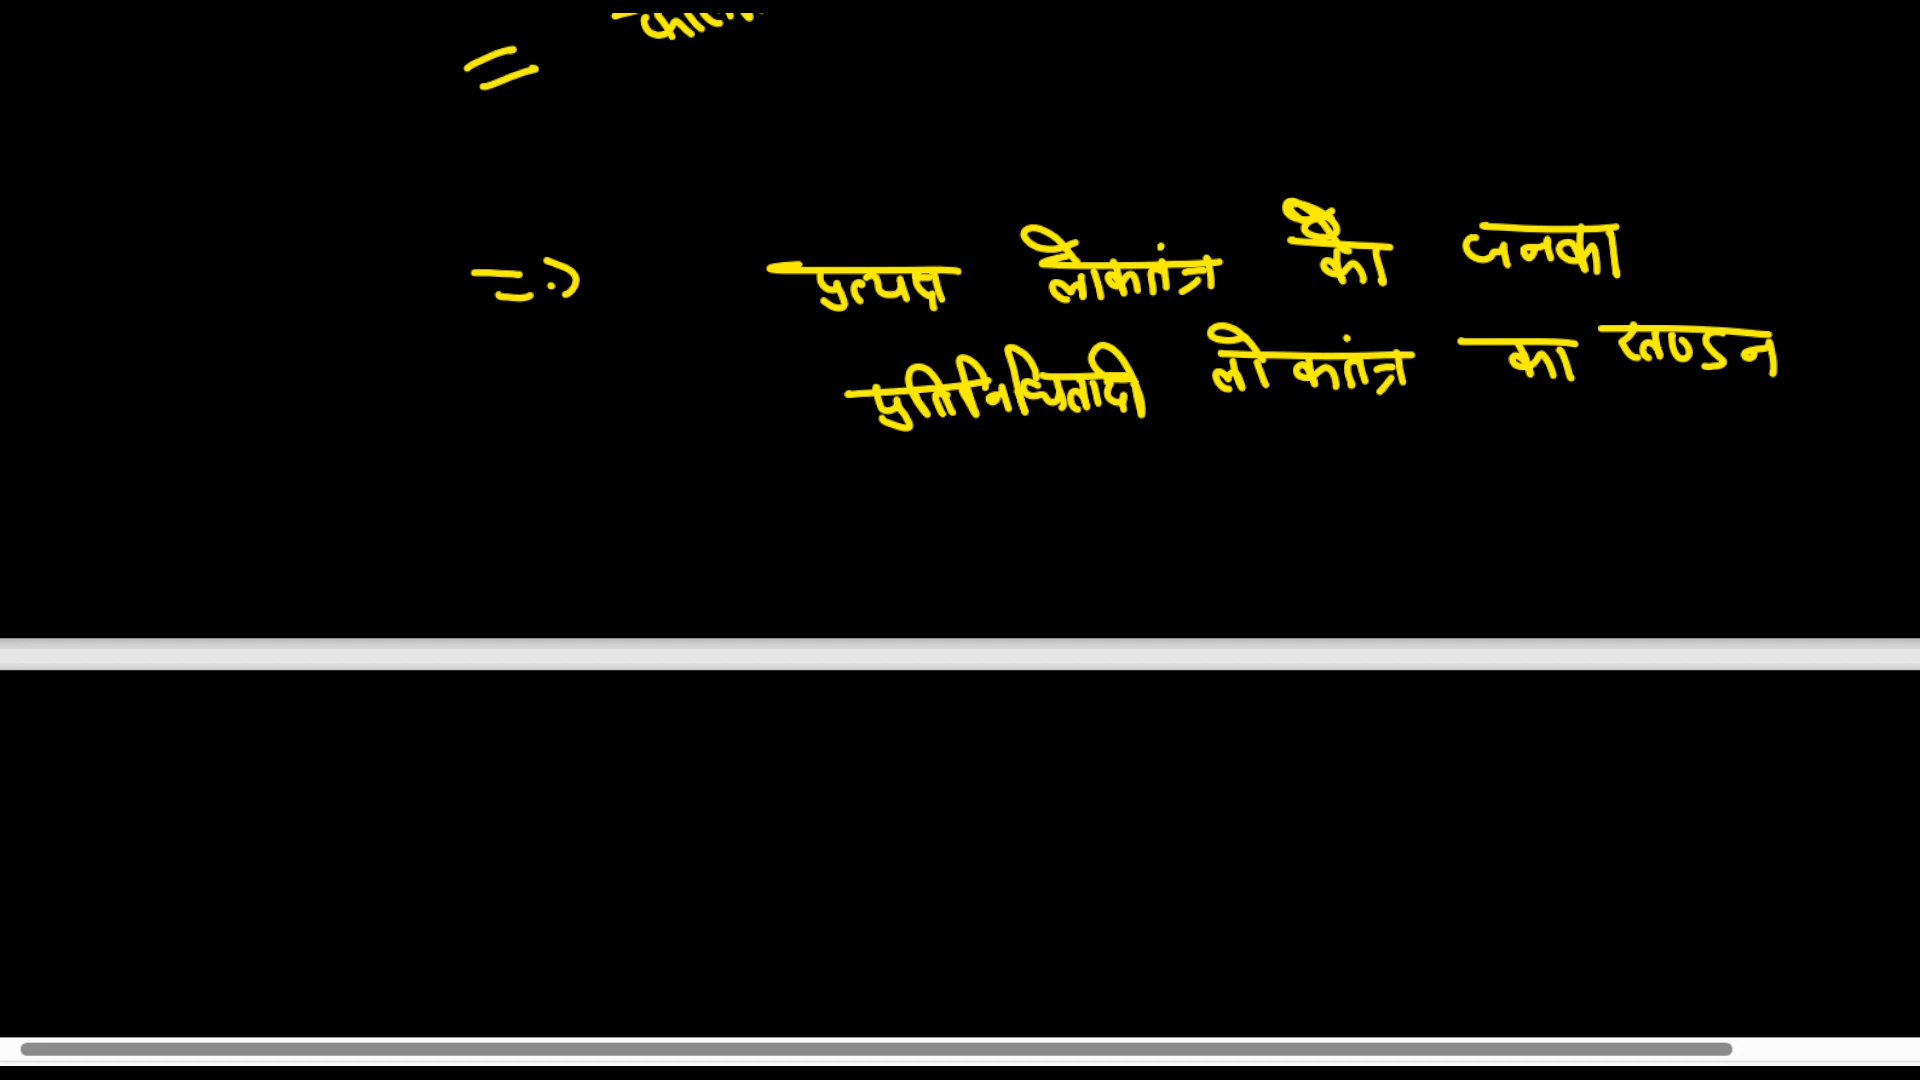 => प्रत्यक्ष लोकतंत्र का जनका
प्रतिनिधितादी लोकतंत्र का खण्डन